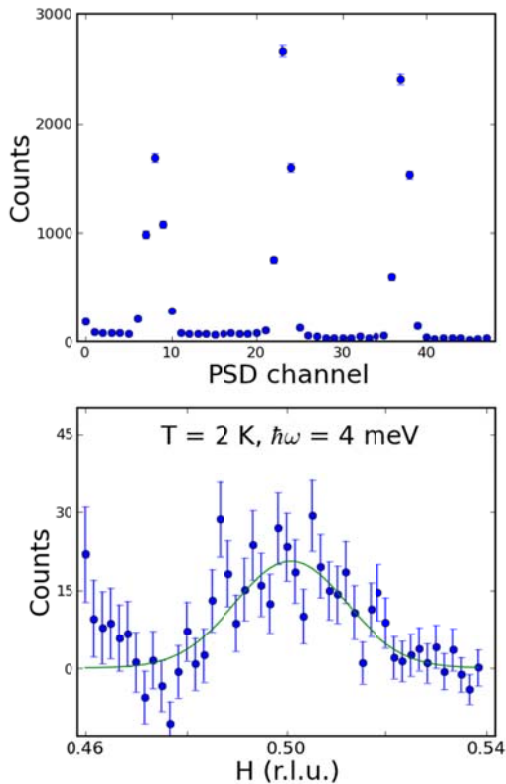 3000
2000
1000
0
Counts
0 10 20 30 40
PSD channel
T = 2 K, ℏω = 4 meV
45
30
15
0
Counts
0.46 0.50 0.54
H (r.l.u.)